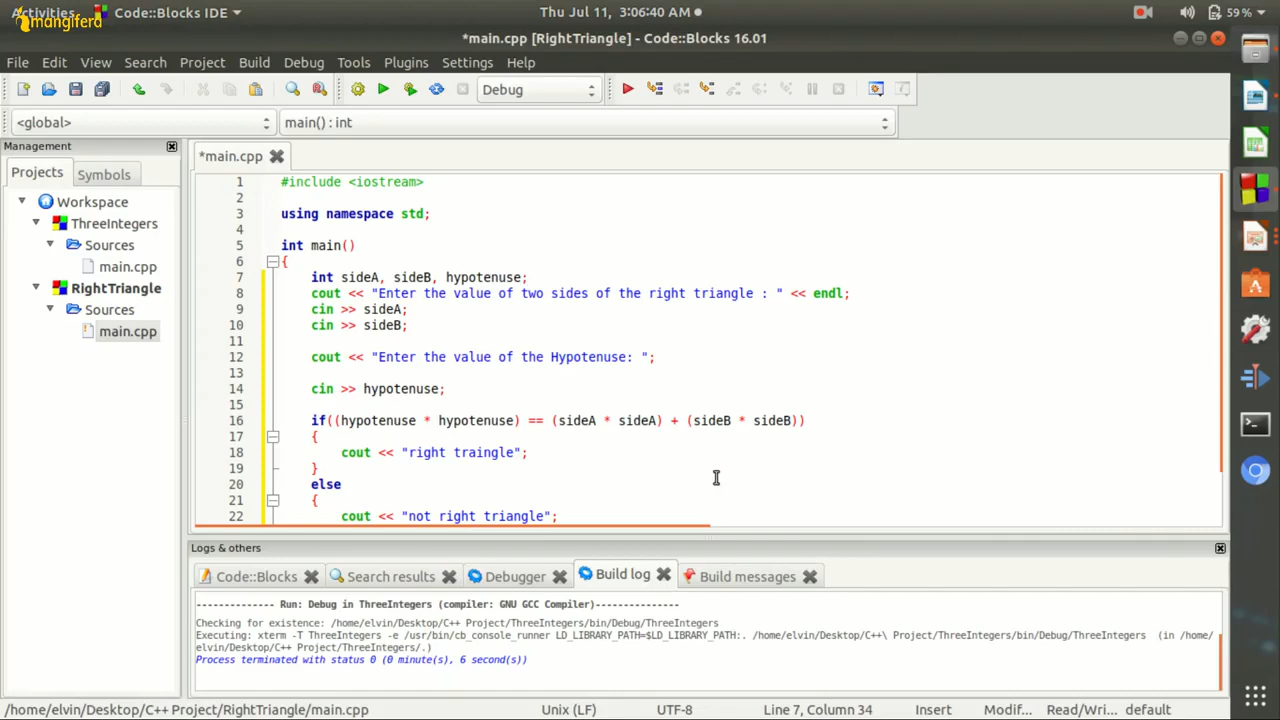 Activities Code::Blocks IDE Thu Jul 11, 3:06:40 AM 59 %
mangifera
*main.cpp [RightTriangle] - Code::Blocks 16.01
File Edit View Search Project Build Debug Tools Plugins Settings Help
Debug
<global> main() : int
Management
*main.cpp
Projects Symbols
Workspace
ThreeIntegers
Sources
main.cpp
RightTriangle
Sources
main.cpp
1 #include <iostream>
2
3 using namespace std;
4
5 int main()
6 {
7 int sideA, sideB, hypotenuse;
8 cout << "Enter the value of two sides of the right triangle : " << endl;
9 cin >> sideA;
10 cin >> sideB;
11
12 cout << "Enter the value of the Hypotenuse: ";
13
14 cin >> hypotenuse;
15
16 if((hypotenuse * hypotenuse) == (sideA * sideA) + (sideB * sideB))
17 {
18 cout << "right traingle";
19 }
20 else
21 {
22 cout << "not right triangle";
Logs & others
Code::Blocks Search results Debugger Build log Build messages
-------------- Run: Debug in ThreeIntegers (compiler: GNU GCC Compiler)---------------
Checking for existence: /home/elvin/Desktop/C++ Project/ThreeIntegers/bin/Debug/ThreeIntegers
Executing: xterm -T ThreeIntegers -e /usr/bin/cb_console_runner LD_LIBRARY_PATH=$LD_LIBRARY_PATH:. /home/elvin/Desktop/C++\ Project/ThreeIntegers/bin/Debug/ThreeIntegers (in /home/
elvin/Desktop/C++ Project/ThreeIntegers/.)
Process terminated with status 0 (0 minute(s), 6 second(s))
/home/elvin/Desktop/C++ Project/RightTriangle/main.cpp Unix (LF) UTF-8 Line 7, Column 34 Insert Modif... Read/Wri... default